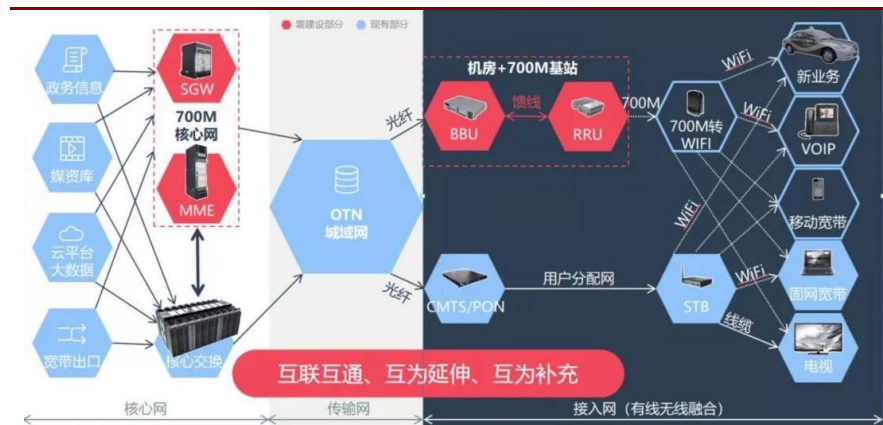 需建设部分
现有部分
政务信息
媒资库
云平台
大数据
宽带出口
SGW
700M
核心网
MME
核心交换
OTN
城域网
光纤
光纤
机房+700M基站
BBU
馈线
RRU
700M
700M转
WIFI
CMTS/PON
用户分配网
STB
WiFi
WiFi
WiFi
WiFi
线缆
新业务
VOIP
移动宽带
固网宽带
电视
互联互通、互为延伸、互为补充
核心网
传输网
接入网（有线无线融合）